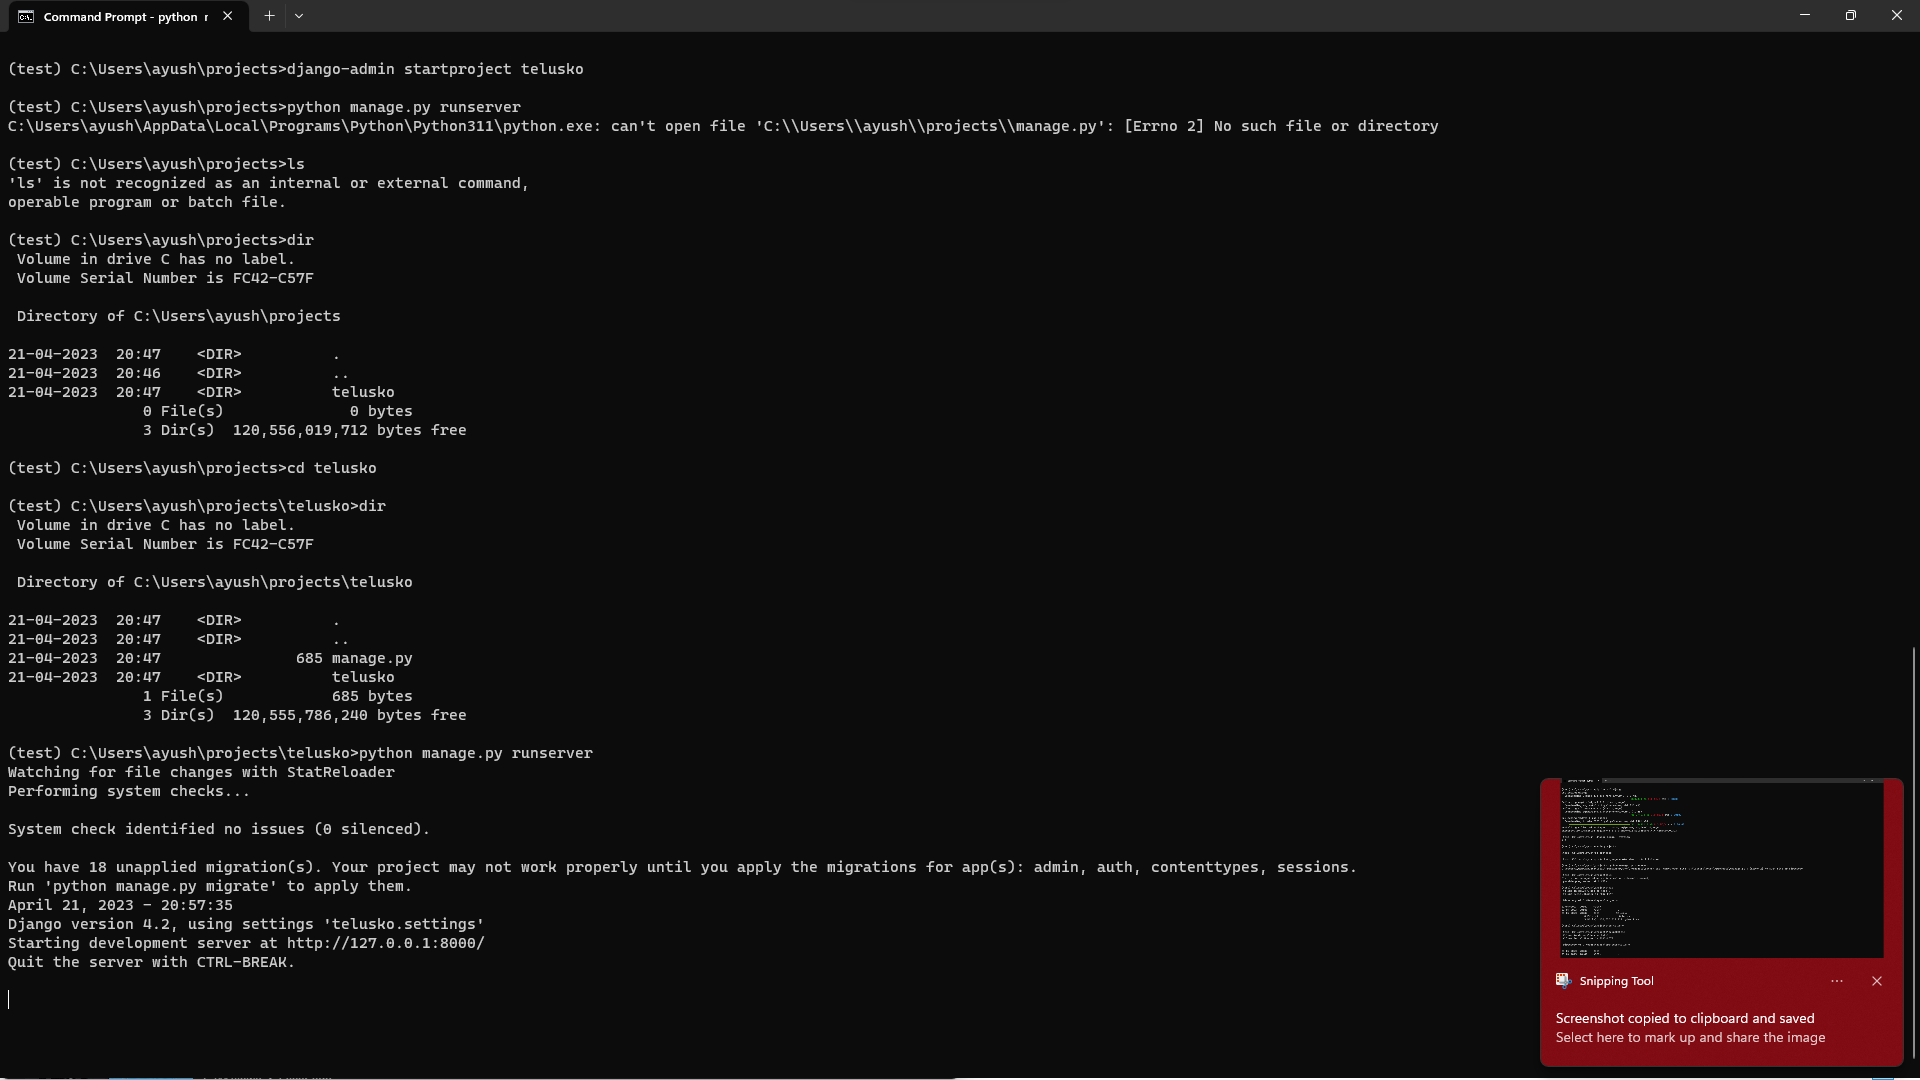 Command Prompt - python r
(test) C:\Users\ayush\projects>django-admin startproject telusko
(test) C:\Users\ayush\projects>python manage.py runserver
C:\Users\ayush\AppData\Local\Programs\Python\Python311\python.exe: can't open file 'C:\\Users\\ayush\\projects\\manage.py': [Errno 2] No such file or directory
(test) C:\Users\ayush\projects>ls
'ls' is not recognized as an internal or external command,
operable program or batch file.
(test) C:\Users\ayush\projects>dir
Volume in drive C has no label.
Volume Serial Number is FC42-C57F
Directory of C:\Users\ayush\projects
21-04-2023  20:47    <DIR>          .
21-04-2023  20:46    <DIR>          ..
21-04-2023  20:47    <DIR>          telusko
0 File(s)              0 bytes
3 Dir(s)  120,556,019,712 bytes free
(test) C:\Users\ayush\projects>cd telusko
(test) C:\Users\ayush\projects\telusko>dir
Volume in drive C has no label.
Volume Serial Number is FC42-C57F
Directory of C:\Users\ayush\projects\telusko
21-04-2023  20:47    <DIR>          .
21-04-2023  20:47    <DIR>          ..
21-04-2023  20:47               685 manage.py
21-04-2023  20:47    <DIR>          telusko
1 File(s)            685 bytes
3 Dir(s)  120,555,786,240 bytes free
(test) C:\Users\ayush\projects\telusko>python manage.py runserver
Watching for file changes with StatReloader
Performing system checks...
System check identified no issues (0 silenced).
You have 18 unapplied migration(s). Your project may not work properly until you apply the migrations for app(s): admin, auth, contenttypes, sessions.
Run 'python manage.py migrate' to apply them.
April 21, 2023 - 20:57:35
Django version 4.2, using settings 'telusko.settings'
Starting development server at http://127.0.0.1:8000/
Quit the server with CTRL-BREAK.
Snipping Tool
Screenshot copied to clipboard and saved
Select here to mark up and share the image